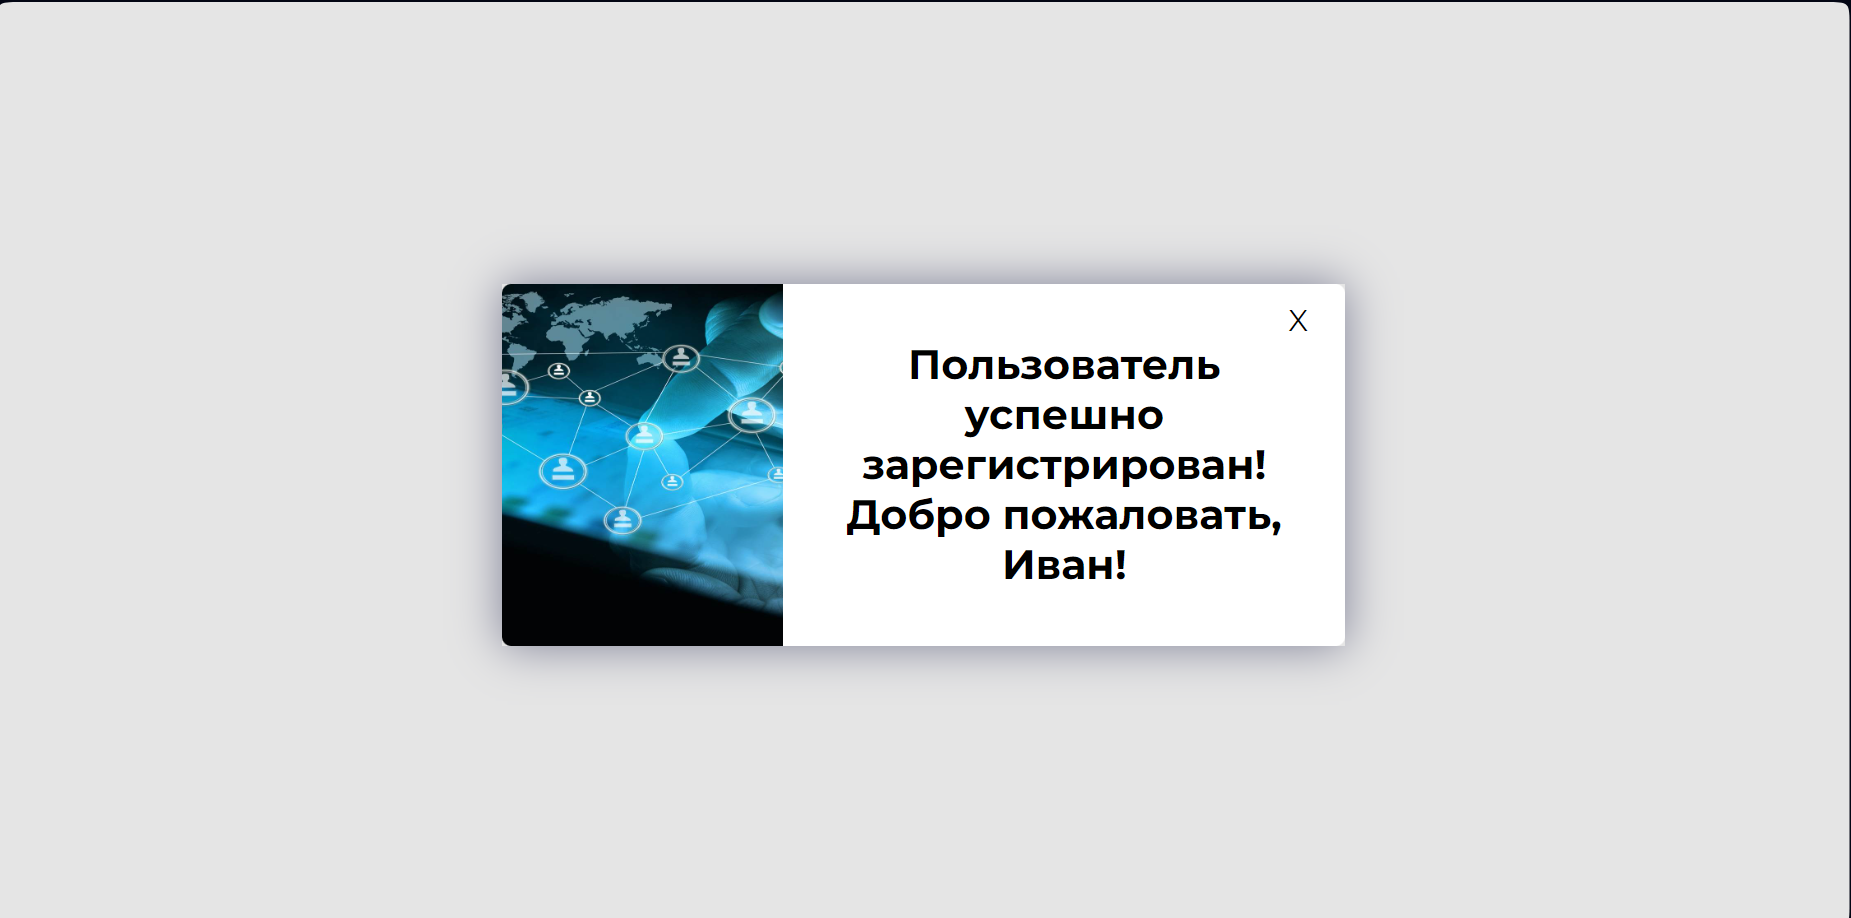 X
Пользователь
успешно
зарегистрирован!
Добро пожаловать,
Иван!